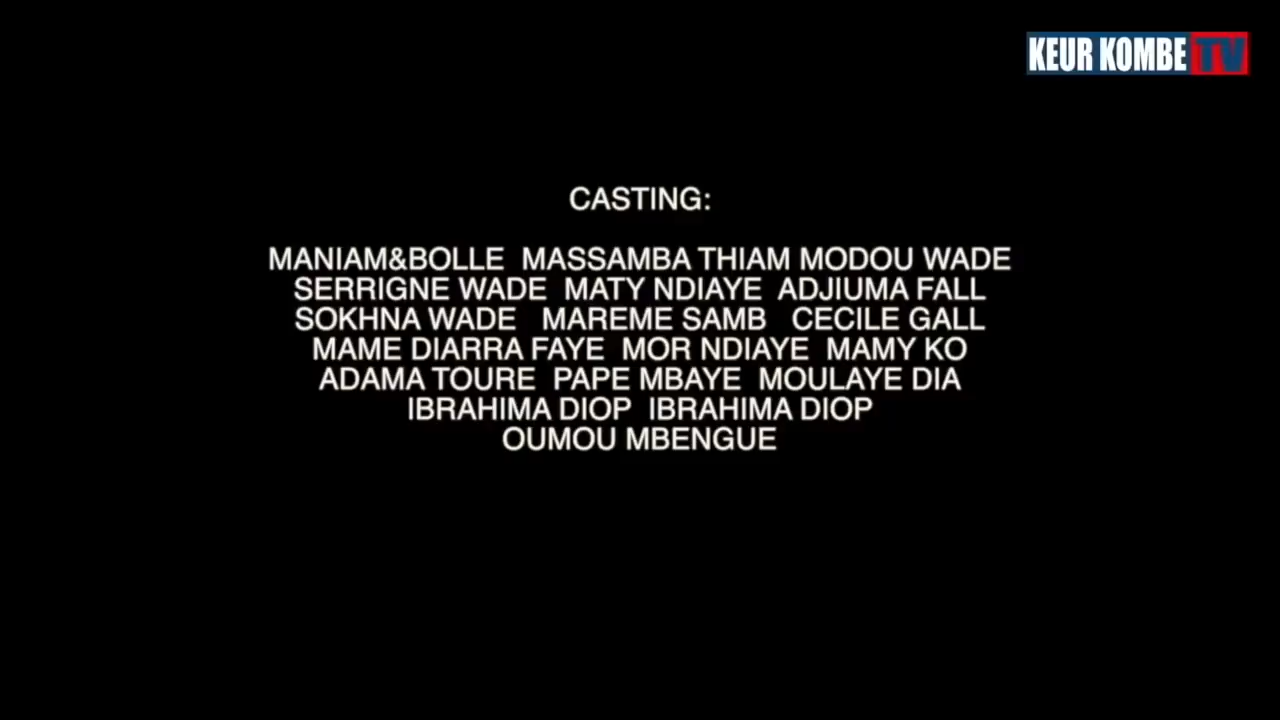 KEUR KOMBE TV
CASTING:
MANIAM&BOLLE MASSAMBA THIAM MODOU WADE
SERRIGNE WADE MATY NDIAYE ADJIUMA FALL
SOKHNA WADE MAREME SAMB CECILE GALL
MAME DIARRA FAYE MOR NDIAYE MAMY KO
ADAMA TOURE PAPE MBAYE MOULAYE DIA
IBRAHIMA DIOP IBRAHIMA DIOP
OUMOU MBENGUE